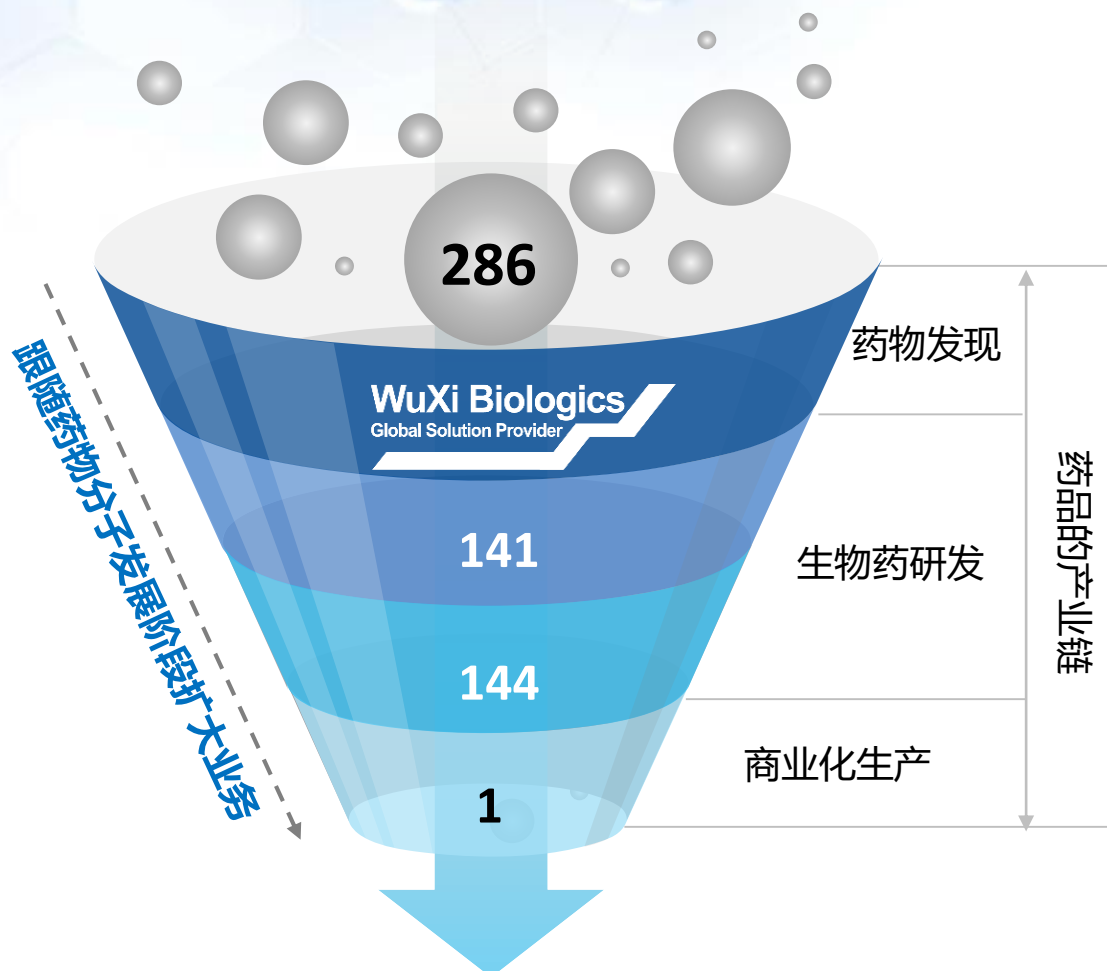 286
药物发现
WuXi Biologics
Global Solution Provider
跟随药物分子发展阶段扩大业务
药品的产业链
141
生物药研发
144
商业化生产
1